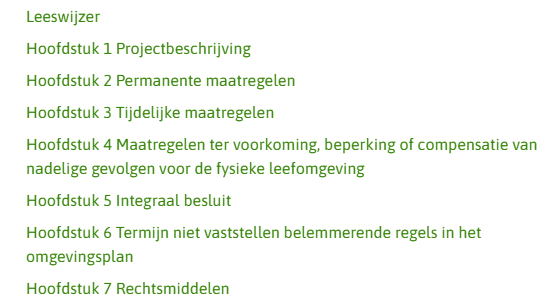 Leeswijzer
Hoofdstuk 1 Projectbeschrijving
Hoofdstuk 2 Permanente maatregelen
Hoofdstuk 3 Tijdelijke maatregelen
Hoofdstuk 4 Maatregelen ter voorkoming, beperking of compensatie van
nadelige gevolgen voor de fysieke leefomgeving
Hoofdstuk 5 Integraal besluit
Hoofdstuk 6 Termijn niet vaststellen belemmerende regels in het
omgevingsplan
Hoofdstuk 7 Rechtsmiddelen